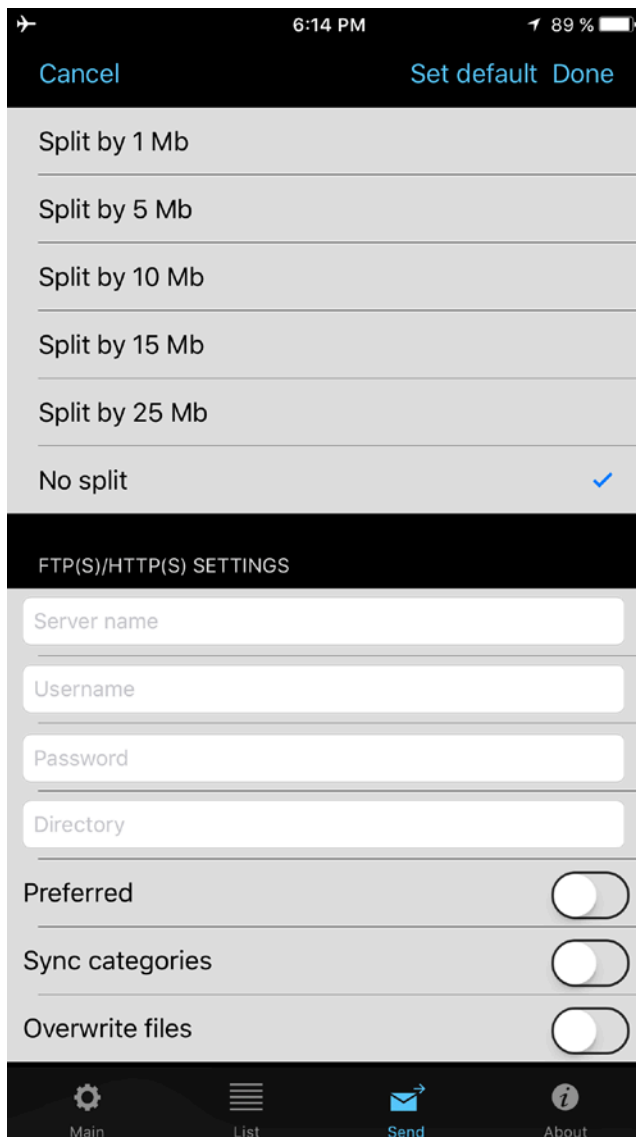 6:14 PM 89 %
Cancel Set default Done
Split by 1 Mb
Split by 5 Mb
Split by 10 Mb
Split by 15 Mb
Split by 25 Mb
No split
FTP(S)/HTTP(S) SETTINGS
Server name
Username
Password
Directory
Preferred
Sync categories
Overwrite files
Main List Send About